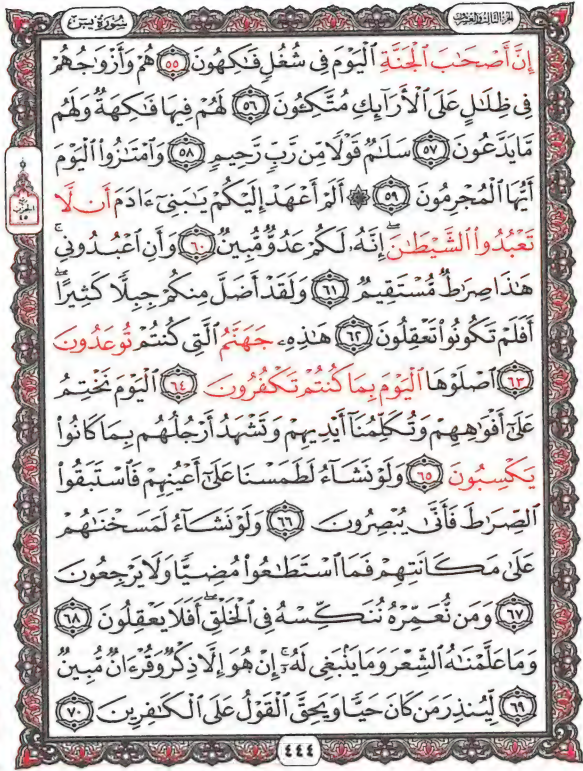 الجزء الثالث والعشرون
سورة يس
إِنَّ أَصْحَٰبَ ٱلْجَنَّةِ ٱلْيَوْمَ فِى شُغُلٍ فَٰكِهُونَ ٥٥ هُمْ وَأَزْوَٰجُهُمْ
فِى ظِلَٰلٍ عَلَى ٱلْأَرَآئِكِ مُتَّكِـُٔونَ ٥٦ لَهُمْ فِيهَا فَٰكِهَةٌ وَلَهُم
مَّا يَدَّعُونَ ٥٧ سَلَٰمٌ قَوْلًا مِّن رَّبٍّ رَّحِيمٍ ٥٨ وَٱمْتَٰزُوا۟ ٱلْيَوْمَ
أَيُّهَا ٱلْمُجْرِمُونَ ٥٩ ۞ أَلَمْ أَعْهَدْ إِلَيْكُمْ يَٰبَنِىٓ ءَادَمَ أَن لَّا
تَعْبُدُوا۟ ٱلشَّيْطَٰنَ ۖ إِنَّهُۥ لَكُمْ عَدُوٌّ مُّبِينٌ ٦٠ وَأَنِ ٱعْبُدُونِى ۚ
هَٰذَا صِرَٰطٌ مُّسْتَقِيمٌ ٦١ وَلَقَدْ أَضَلَّ مِنكُمْ جِبِلًّا كَثِيرًا ۖ
أَفَلَمْ تَكُونُوا۟ تَعْقِلُونَ ٦٢ هَٰذِهِۦ جَهَنَّمُ ٱلَّتِى كُنتُمْ تُوعَدُونَ
٦٣ ٱصْلَوْهَا ٱلْيَوْمَ بِمَا كُنتُمْ تَكْفُرُونَ ٦٤ ٱلْيَوْمَ نَخْتِمُ
عَلَىٰٓ أَفْوَٰهِهِمْ وَتُكَلِّمُنَآ أَيْدِيهِمْ وَتَشْهَدُ أَرْجُلُهُم بِمَا كَانُوا۟
يَكْسِبُونَ ٦٥ وَلَوْ نَشَآءُ لَطَمَسْنَا عَلَىٰٓ أَعْيُنِهِمْ فَٱسْتَبَقُوا۟
ٱلصِّرَٰطَ فَأَنَّىٰ يُبْصِرُونَ ٦٦ وَلَوْ نَشَآءُ لَمَسَخْنَٰهُمْ
عَلَىٰ مَكَانَتِهِمْ فَمَا ٱسْتَطَٰعُوا۟ مُضِيًّا وَلَا يَرْجِعُونَ
٦٧ وَمَن نُّعَمِّرْهُ نُنَكِّسْهُ فِى ٱلْخَلْقِ ۖ أَفَلَا يَعْقِلُونَ ٦٨
وَمَا عَلَّمْنَٰهُ ٱلشِّعْرَ وَمَا يَنۢبَغِى لَهُۥٓ ۚ إِنْ هُوَ إِلَّا ذِكْرٌ وَقُرْءَانٌ مُّبِينٌ
٦٩ لِّيُنذِرَ مَن كَانَ حَيًّا وَيَحِقَّ ٱلْقَوْلُ عَلَى ٱلْكَٰفِرِينَ ٧٠
٤٤٤